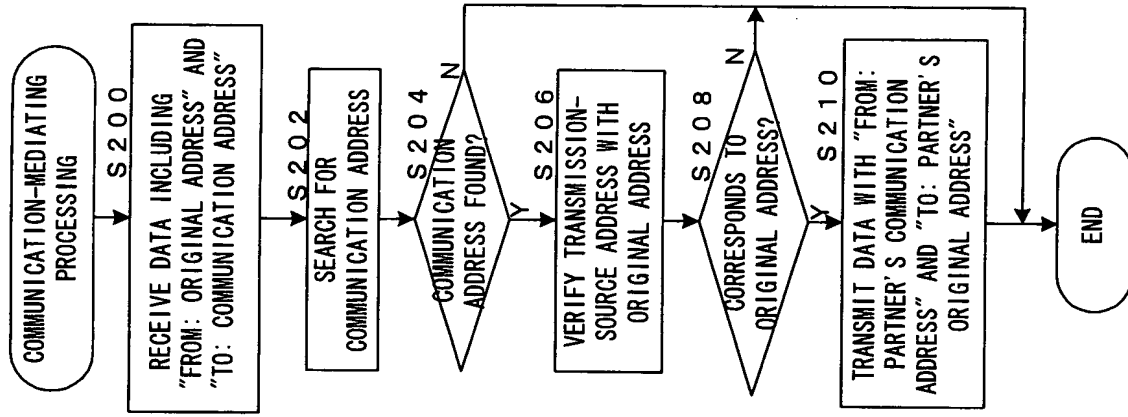 COMMUNICATION-MEDIATING
PROCESSING
S200
RECEIVE DATA INCLUDING
"FROM: ORIGINAL ADDRESS" AND
"TO: COMMUNICATION ADDRESS"
S202
SEARCH FOR
COMMUNICATION ADDRESS
S204
COMMUNICATION
ADDRESS FOUND?
N
Y
S206
VERIFY TRANSMISSION-
SOURCE ADDRESS WITH
ORIGINAL ADDRESS
S208
CORRESPONDS TO
ORIGINAL ADDRESS?
N
Y
S210
TRANSMIT DATA WITH "FROM:
PARTNER'S COMMUNICATION
ADDRESS" AND "TO: PARTNER'S
ORIGINAL ADDRESS"
END